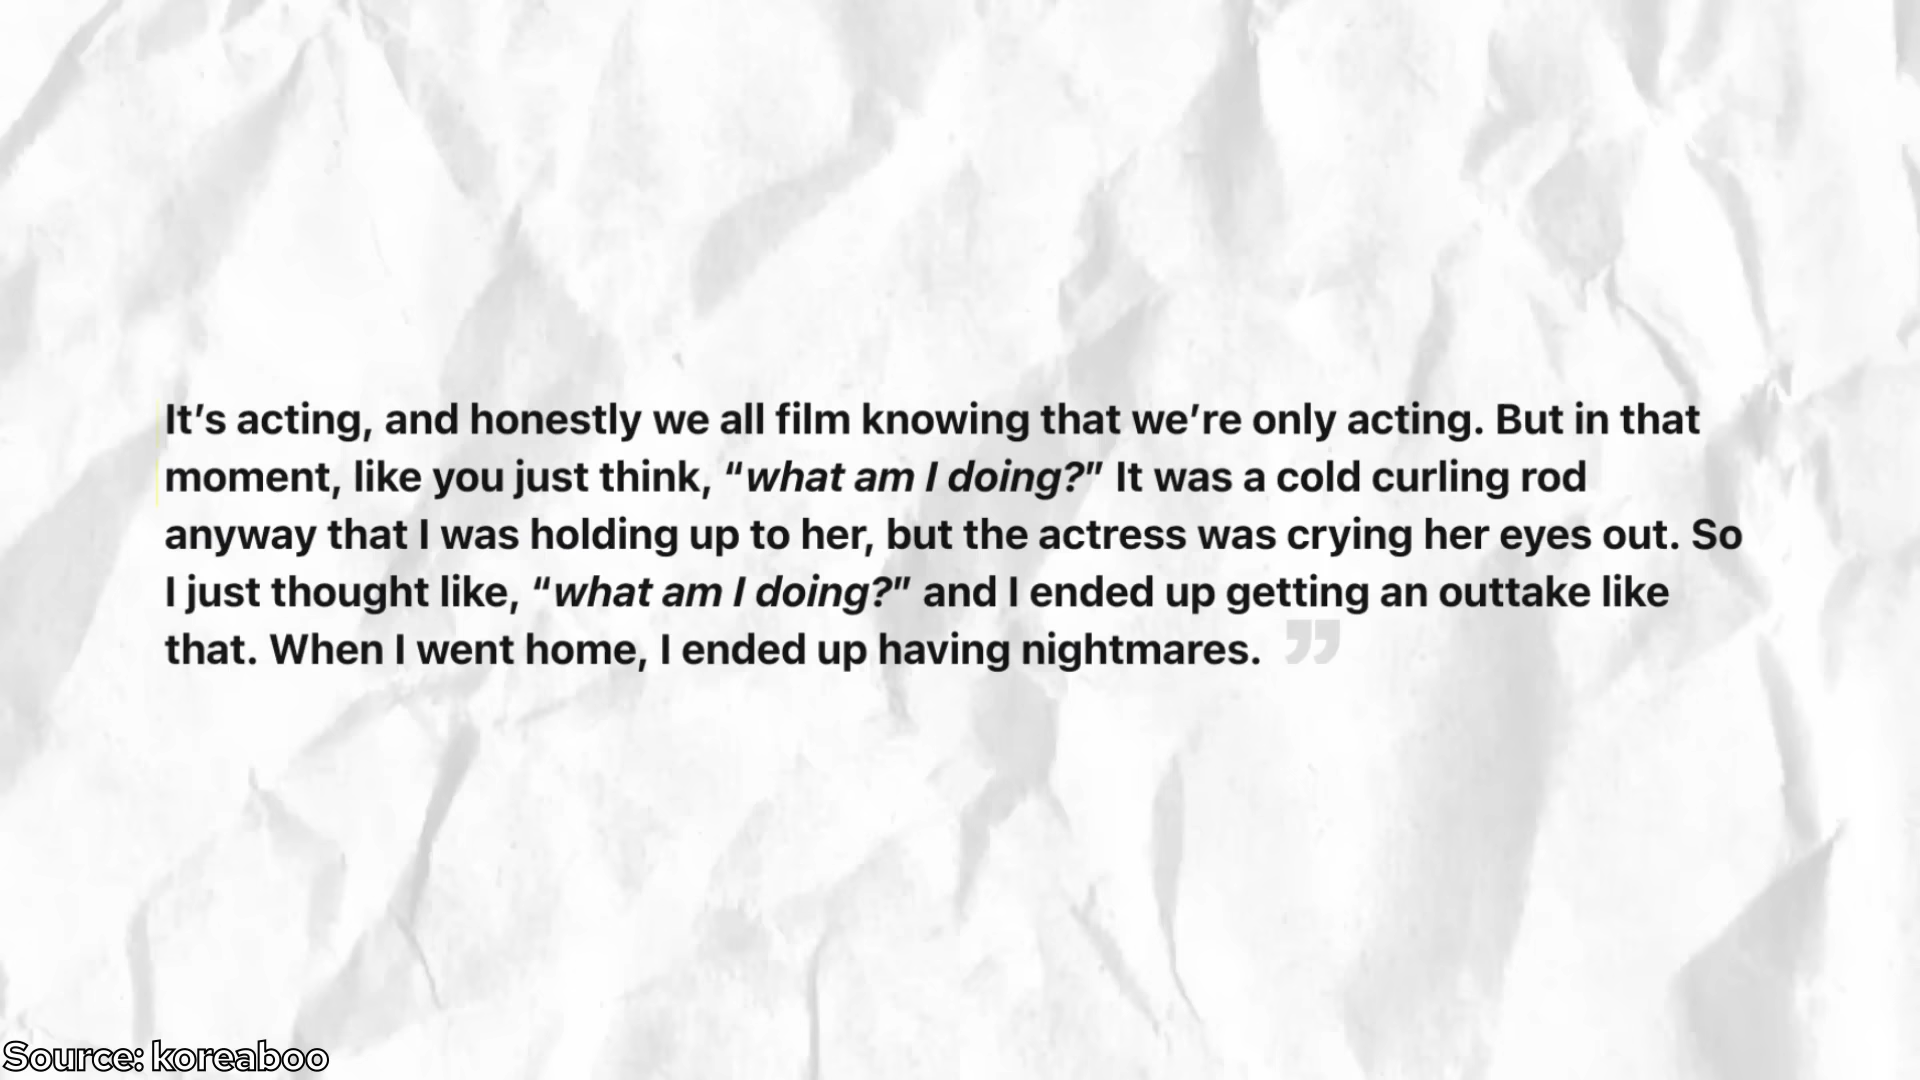 It’s acting, and honestly we all film knowing that we’re only acting. But in that
moment, like you just think, “what am I doing?” It was a cold curling rod
anyway that I was holding up to her, but the actress was crying her eyes out. So
I just thought like, “what am I doing?” and I ended up getting an outtake like
that. When I went home, I ended up having nightmares. ”
Source: koreaboo